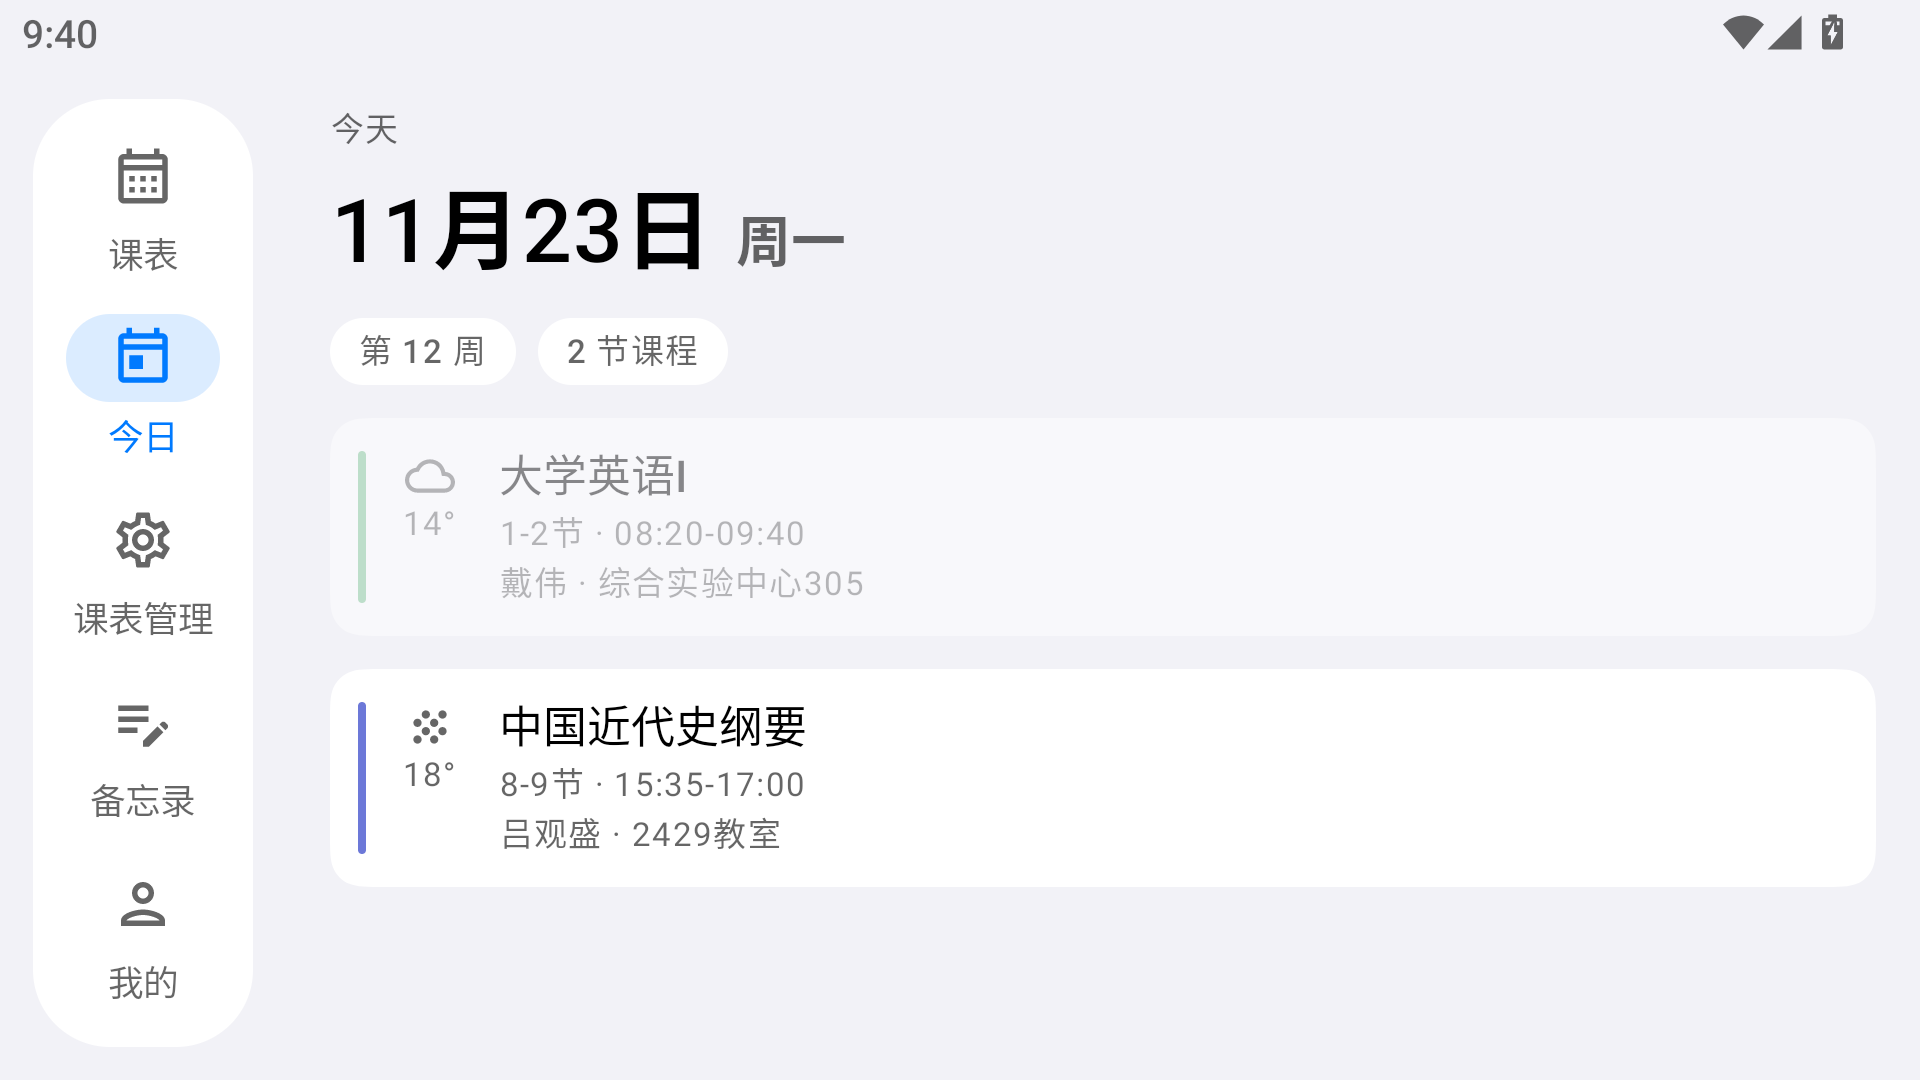 9:40
课表
今日
课表管理
备忘录
我的
今天
11月23日 周一
第 12 周
2 节课程
14°
大学英语I
1-2节 · 08:20-09:40
戴伟 · 综合实验中心305
18°
中国近代史纲要
8-9节 · 15:35-17:00
吕观盛 · 2429教室